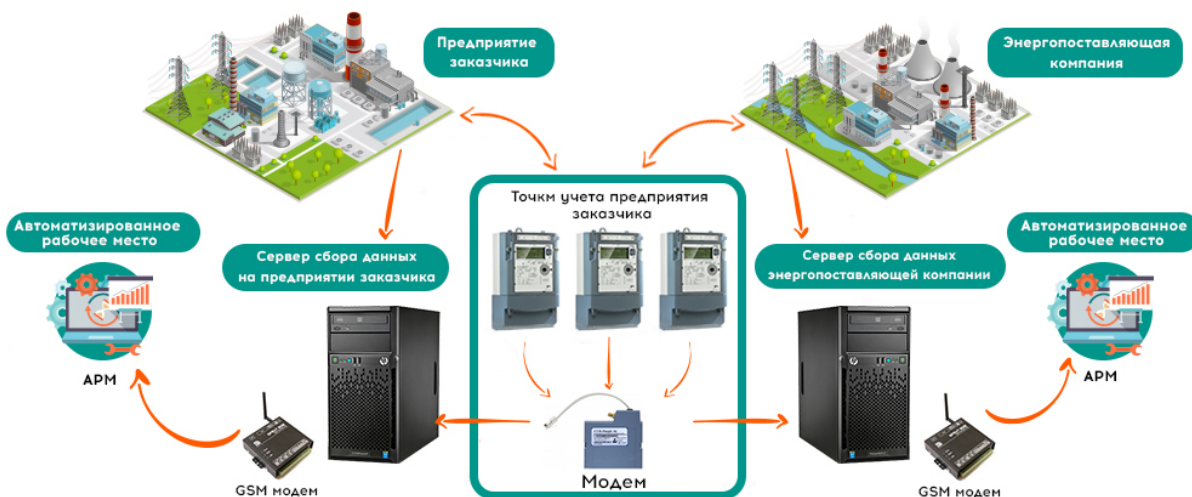 Предприятие
заказчика
Энергопоставляющая
компания
Точкм учета предприятия
заказчика
Автоматизированное
рабочее место
Сервер сбора данных
на предприятии заказчика
Сервер сбора данных
энергопоставляющей компании
Автоматизированное
рабочее место
АРМ
АРМ
Модем
GSM модем
GSM модем